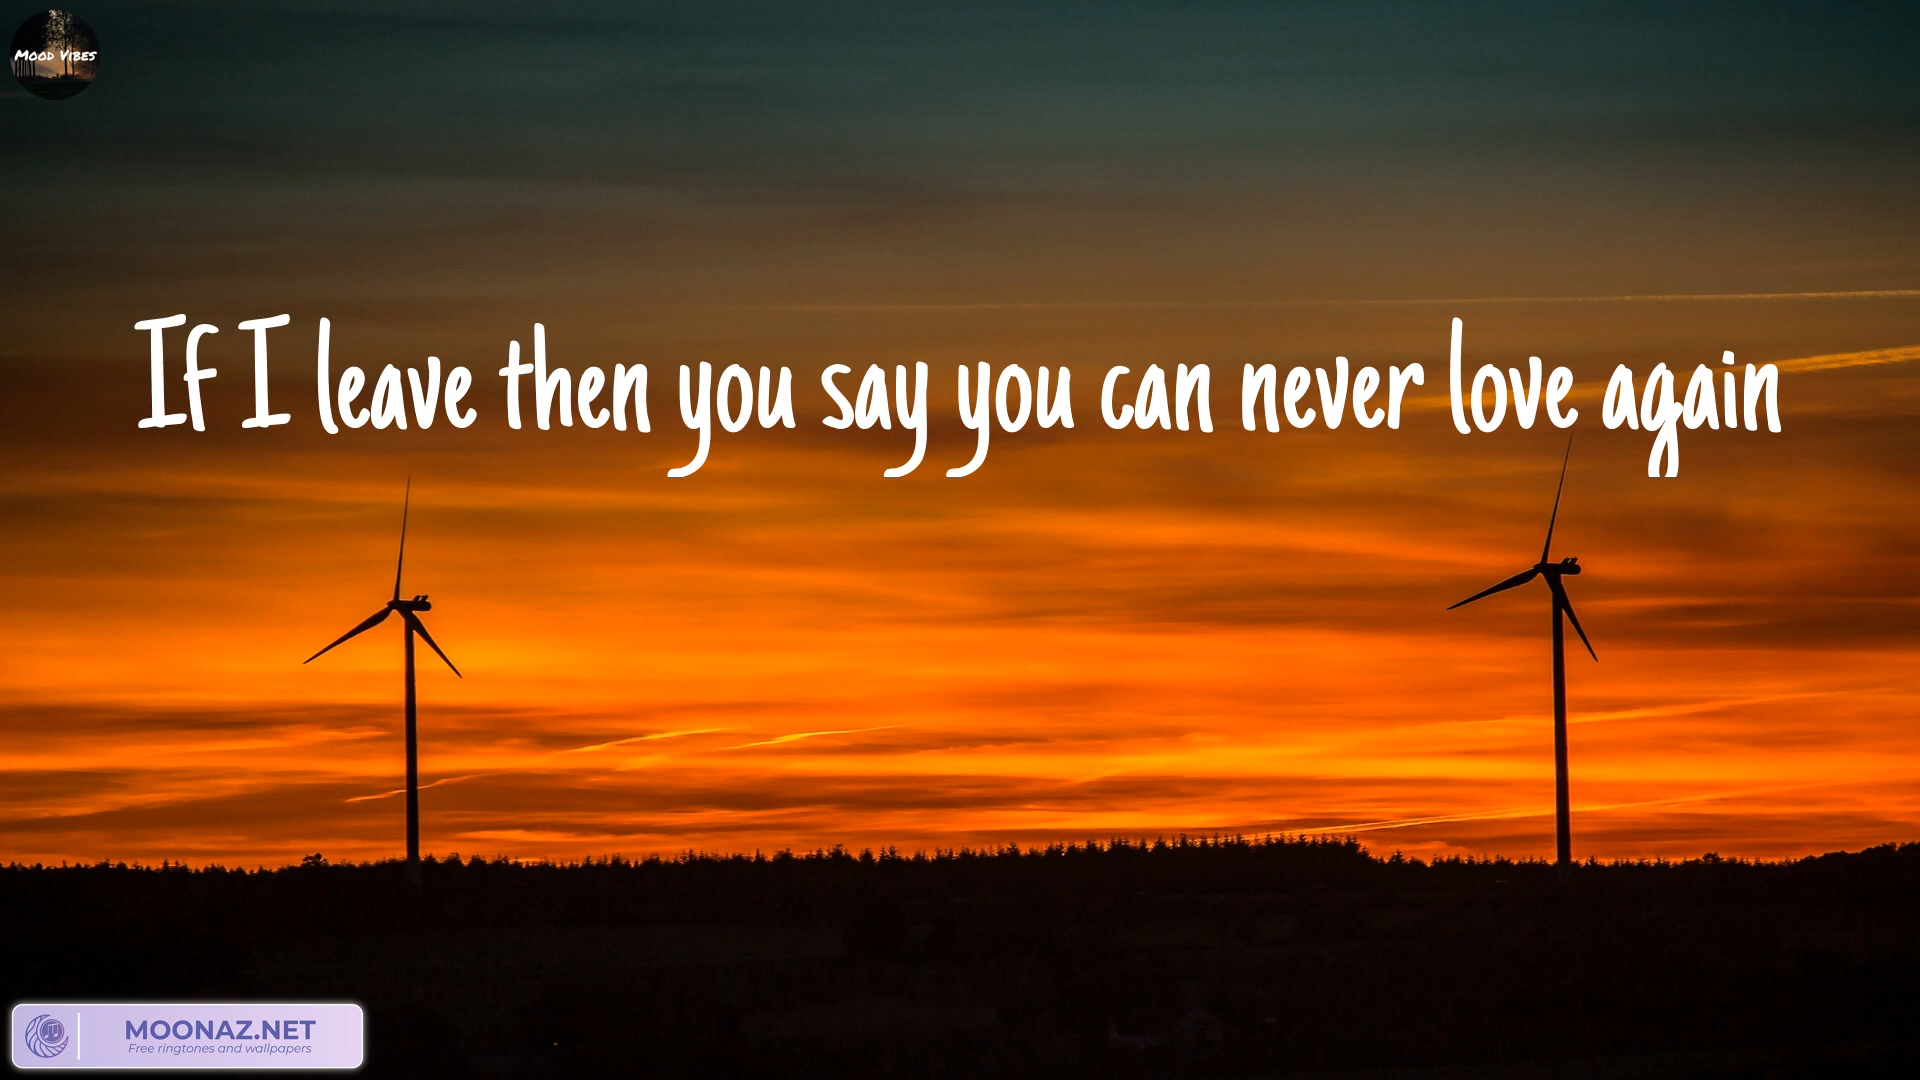 Mood Vibes
If I leave then you say you can never love again
MOONAZ.NET
Free ringtones and wallpapers